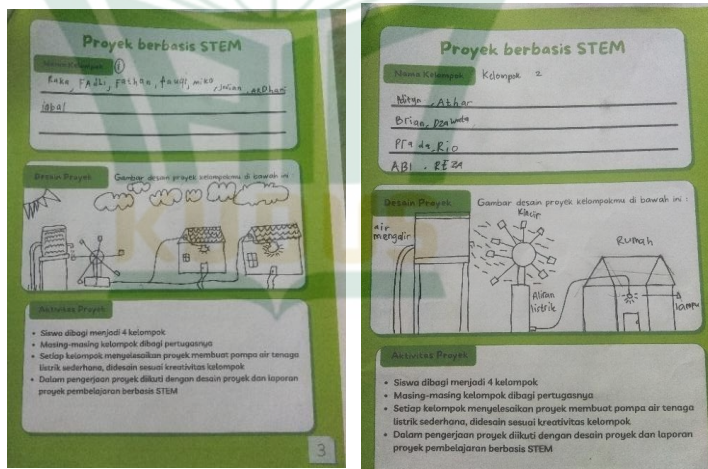 Proyek berbasis STEM
Nama Kelompok 1
Raka, Fadli, Fathan, faudl, miko, Julian, ardhan
iqbal
Desain Proyek
Gambar desain proyek kelompokmu di bawah ini :
Aktivitas Proyek
• Siswa dibagi menjadi 4 kelompok
• Masing-masing kelompok dibagi pertugasnya
• Setiap kelompok menyelesaikan proyek membuat pompa air tenaga
listrik sederhana, didesain sesuai kreativitas kelompok
• Dalam pengerjaan proyek diikuti dengan desain proyek dan laporan
proyek pembelajaran berbasis STEM
3
Proyek berbasis STEM
Nama Kelompok Kelompok 2
Aditya, Athar
Brian,
Rio
ABI . REZA
Desain Proyek
Gambar desain proyek kelompokmu di bawah ini :
air
mengalir
Kincir
Rumah
Aliran
listrik
lampu
Aktivitas Proyek
• Siswa dibagi menjadi 4 kelompok
• Masing-masing kelompok dibagi pertugasnya
• Setiap kelompok menyelesaikan proyek membuat pompa air tenaga
listrik sederhana, didesain sesuai kreativitas kelompok
• Dalam pengerjaan proyek diikuti dengan desain proyek dan laporan
proyek pembelajaran berbasis STEM